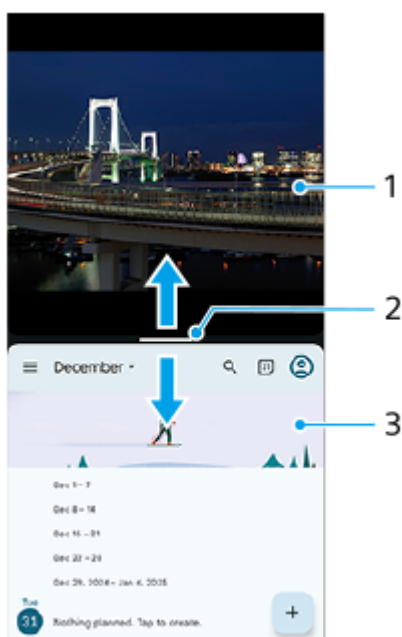 1
2
December
3
Dec 1 – 7
Dec 8 – 14
Dec 15 – 21
Dec 22 – 28
Dec 29, 2024 – Jan 4, 2025
Tue
31 Nothing planned. Tap to create.
+